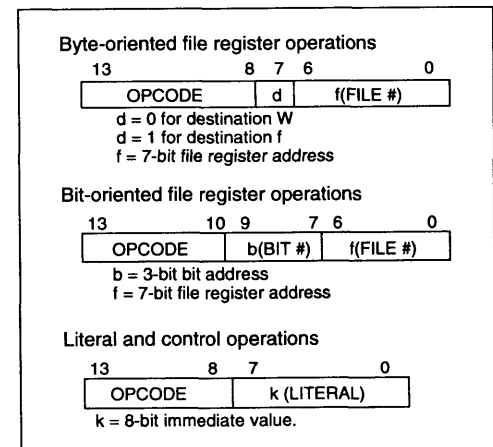 Byte-oriented file register operations
13 8 7 6 0
OPCODE d f(FILE #)
d = 0 for destination W
d = 1 for destination f
f = 7-bit file register address
Bit-oriented file register operations
13 10 9 7 6 0
OPCODE b(BIT #) f(FILE #)
b = 3-bit bit address
f = 7-bit file register address
Literal and control operations
13 8 7 0
OPCODE k (LITERAL)
k = 8-bit immediate value.